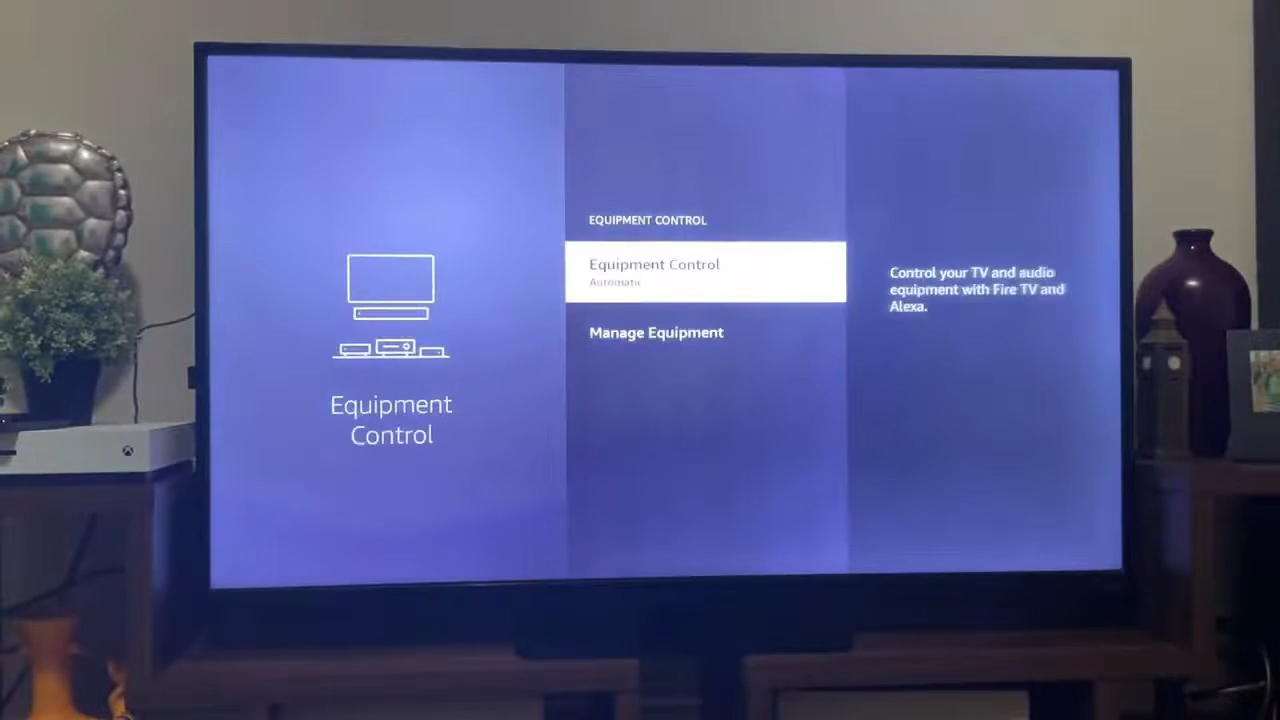 EQUIPMENT CONTROL
Equipment Control
Automatic
Manage Equipment
Equipment
Control
Control your TV and audio
equipment with Fire TV and
Alexa.